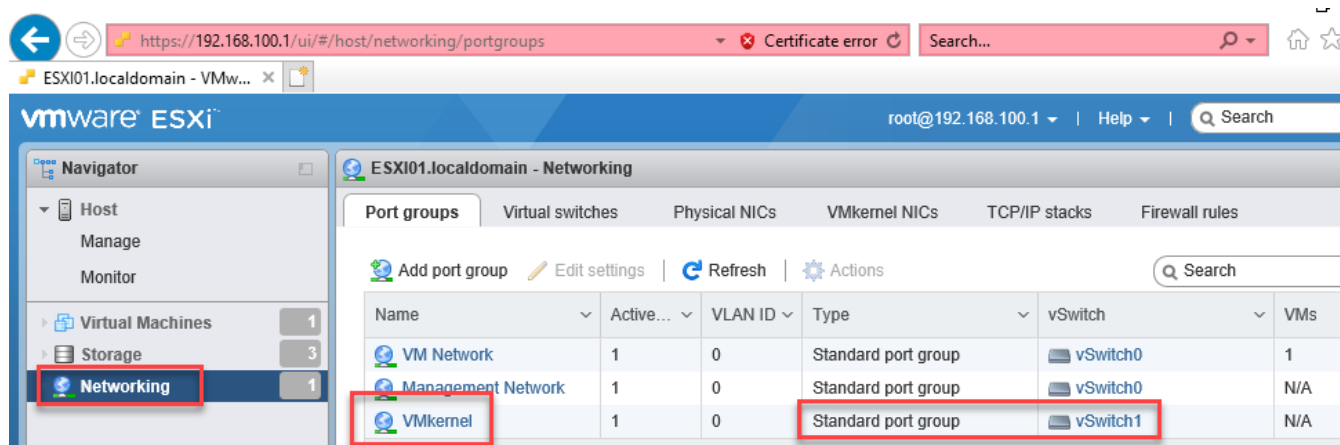 https://192.168.100.1/ui/#/host/networking/portgroups Certificate error Search...
ESXI01.localdomain - VMw...
vmware ESXi root@192.168.100.1 | Help | Search
Navigator
ESXI01.localdomain - Networking
Host
Manage
Monitor
Virtual Machines 1
Storage 3
Networking 1
Port groups Virtual switches Physical NICs VMkernel NICs TCP/IP stacks Firewall rules
Add port group Edit settings | Refresh | Actions Search
Name Active... VLAN ID Type vSwitch VMs
VM Network 1 0 Standard port group vSwitch0 1
Management Network 1 0 Standard port group vSwitch0 N/A
VMkernel 1 0 Standard port group vSwitch1 N/A